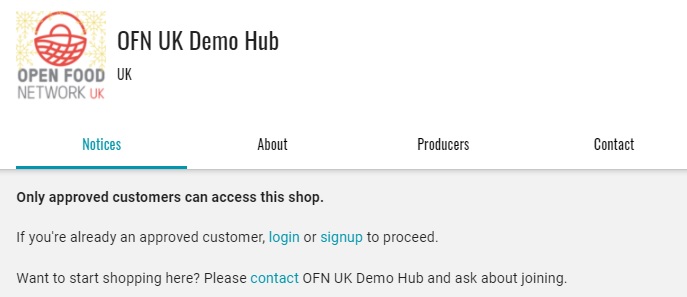 OPEN FOOD
NETWORK UK
OFN UK Demo Hub
UK
Notices About Producers Contact
Only approved customers can access this shop.
If you're already an approved customer, login or signup to proceed.
Want to start shopping here? Please contact OFN UK Demo Hub and ask about joining.